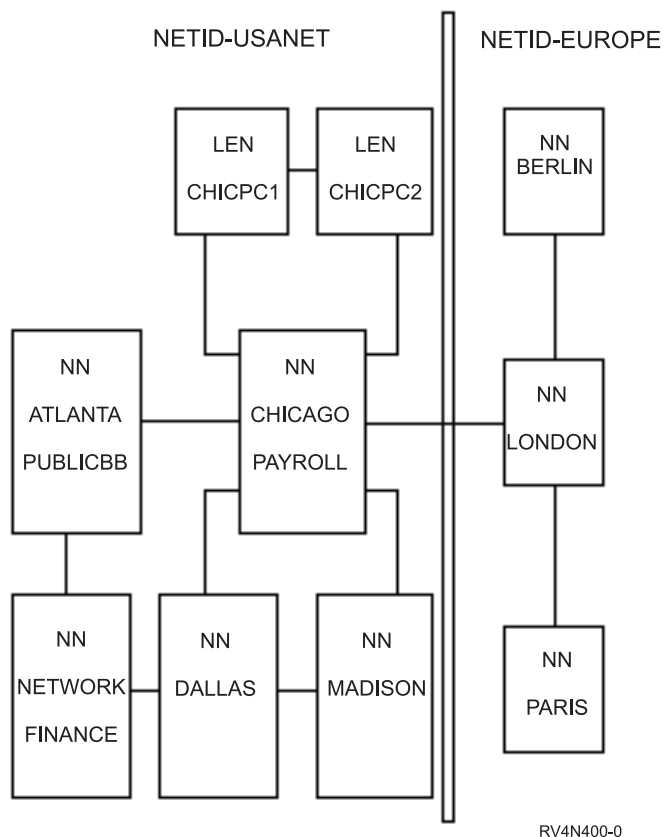 NETID-USANET
NETID-EUROPE
LEN
CHICPC1
LEN
CHICPC2
NN
BERLIN
NN
ATLANTA
PUBLICBB
NN
CHICAGO
PAYROLL
NN
LONDON
NN
NETWORK
FINANCE
NN
DALLAS
NN
MADISON
NN
PARIS
RV4N400-0